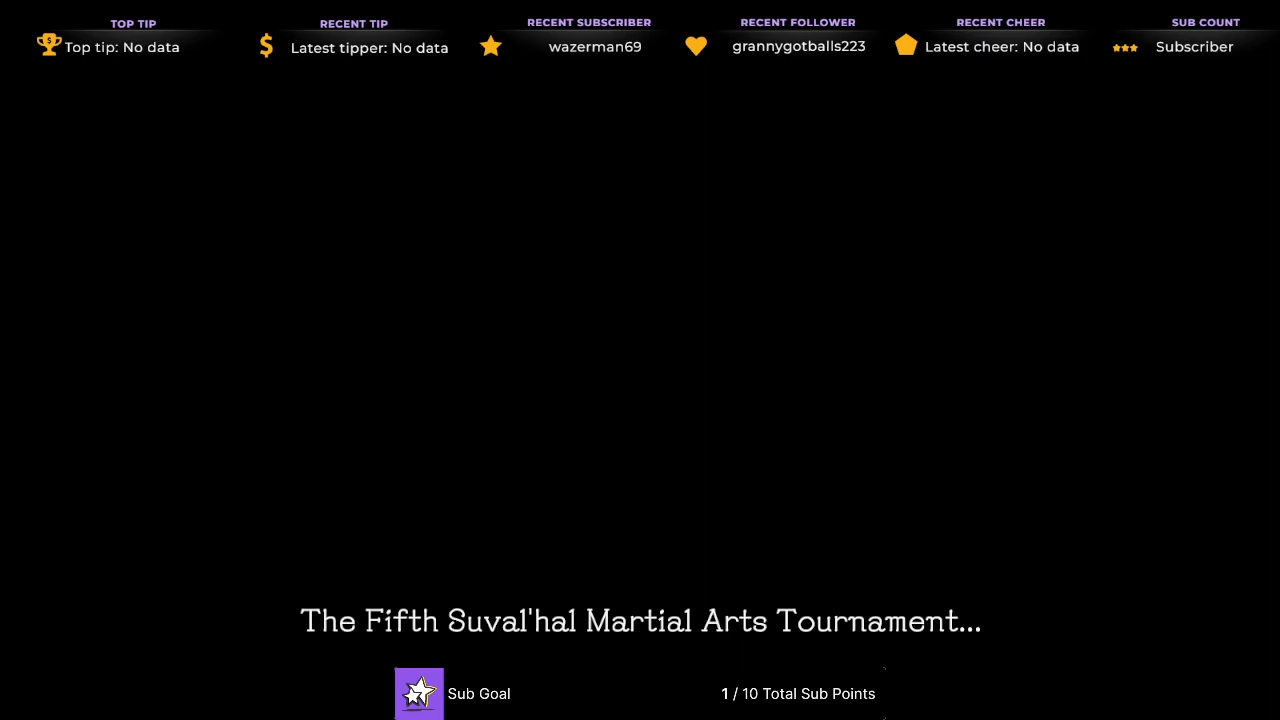 TOP TIP
Top tip: No data
RECENT TIP
Latest tipper: No data
RECENT SUBSCRIBER
wazerman69
RECENT FOLLOWER
grannygotballs223
RECENT CHEER
Latest cheer: No data
SUB COUNT
Subscriber
The Fifth Suval'hal Martial Arts Tournament...
Sub Goal
1 / 10 Total Sub Points